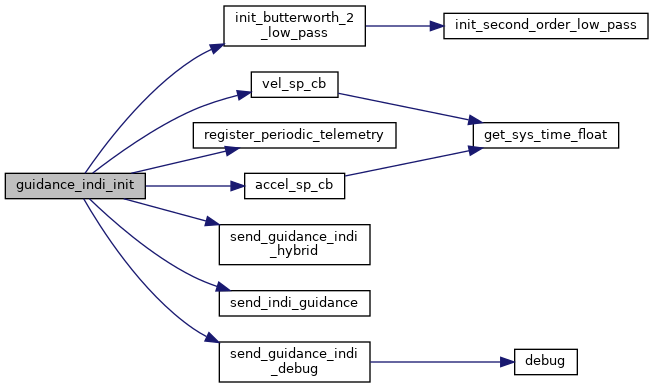 init_butterworth_2
_low_pass
init_second_order_low_pass
vel_sp_cb
register_periodic_telemetry
get_sys_time_float
guidance_indi_init
accel_sp_cb
send_guidance_indi
_hybrid
send_indi_guidance
send_guidance_indi
_debug
debug